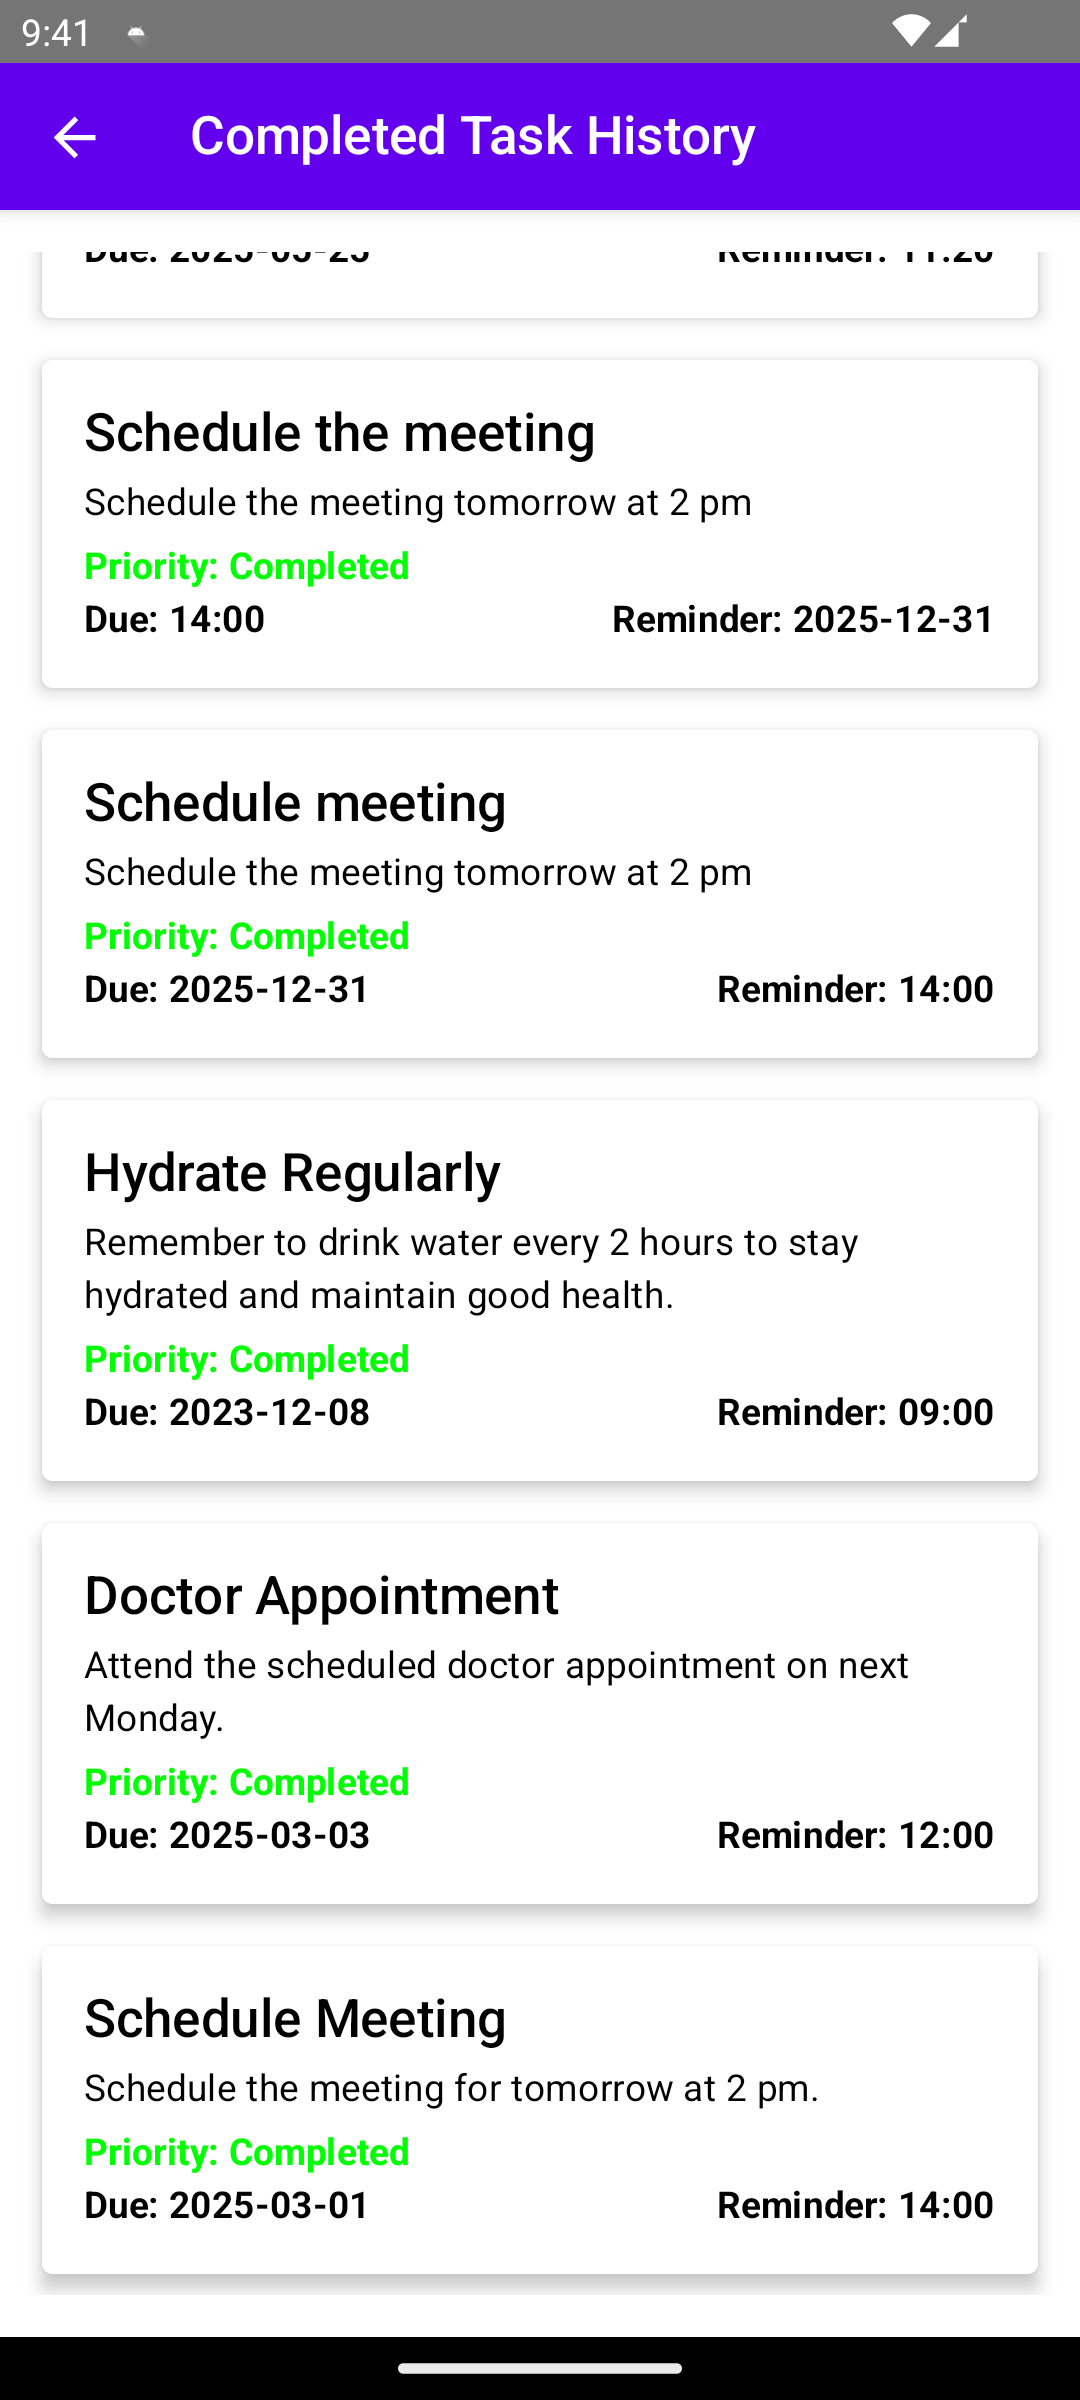 9:41
Completed Task History
Due: Reminder: 11:20
Schedule the meeting
Schedule the meeting tomorrow at 2 pm
Priority: Completed
Due: 14:00 Reminder: 2025-12-31
Schedule meeting
Schedule the meeting tomorrow at 2 pm
Priority: Completed
Due: 2025-12-31 Reminder: 14:00
Hydrate Regularly
Remember to drink water every 2 hours to stay
hydrated and maintain good health.
Priority: Completed
Due: 2023-12-08 Reminder: 09:00
Doctor Appointment
Attend the scheduled doctor appointment on next
Monday.
Priority: Completed
Due: 2025-03-03 Reminder: 12:00
Schedule Meeting
Schedule the meeting for tomorrow at 2 pm.
Priority: Completed
Due: 2025-03-01 Reminder: 14:00